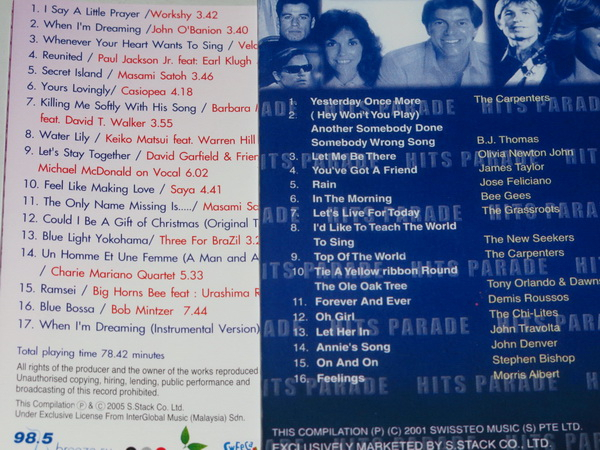 1. I Say A Little Prayer /Workshy 3.42
2. When I'm Dreaming /John O'Banion 3.40
3. Whenever Your Heart Wants To Sing /
4. Reunited / Paul Jackson Jr. feat: Earl Klugh
5. Secret Island / Masami Satoh 3.46
6. Yours Lovingly/ Casiopea 4.18
7. Killing Me Softly With His Song / Barbara
feat. David T. Walker 3.55
8. Water Lily / Keiko Matsui feat. Warren Hill
9. Let's Stay Together / David Garfield &
Michael McDonald on Vocal 6.02
10. Feel Like Making Love / Saya 4.41
11. The Only Name Missing Is...../ Masami
12. Could I Be A Gift of Christmas (Original
13. Blue Light Yokohama/ Three For BraZil
14. Un Homme Et Une Femme (A Man and
/ Charie Mariano Quartet 5.33
15. Ramsei / Big Horns Bee feat : Urashima
16. Blue Bossa / Bob Mintzer 7.44
17. When I'm Dreaming (Instrumental Version)
Total playing time 78.42 minutes
All rights of the producer and the owner of the works reproduced
Unauthorised copying, hiring, lending, public performance and
broadcasting of this record prohibited.
This Compilation Ⓟ & © 2005 S.Stack Co. Ltd.
Under Exclusive License From InterGlobal Music (Malaysia) Sdn.
98.5
HITS PARADE
1. Yesterday Once More The Carpenters
2. ( Hey Won't You Play)
Another Somebody Done
Somebody Wrong Song B.J. Thomas
3. Let Me Be There Olivia Newton John
4. You've Got A Friend James Taylor
5. Rain Jose Feliciano
6. In The Morning Bee Gees
7. Let's Live For Today The Grassroots
8. I'd Like To Teach The World
To Sing The New Seekers
9. Top Of The World The Carpenters
10. Tie A Yellow ribbon Round
The Ole Oak Tree Tony Orlando & Dawn
11. Forever And Ever Demis Roussos
12. Oh Girl The Chi-Lites
13. Let Her In John Travolta
14. Annie's Song John Denver
15. On And On Stephen Bishop
16. Feelings Morris Albert
HITS PARADE
THIS COMPILATION (P) (C) 2001 SWISSTEO MUSIC (S) PTE LTD.
EXCLUSIVELY MARKETED BY S.STACK CO., LTD.